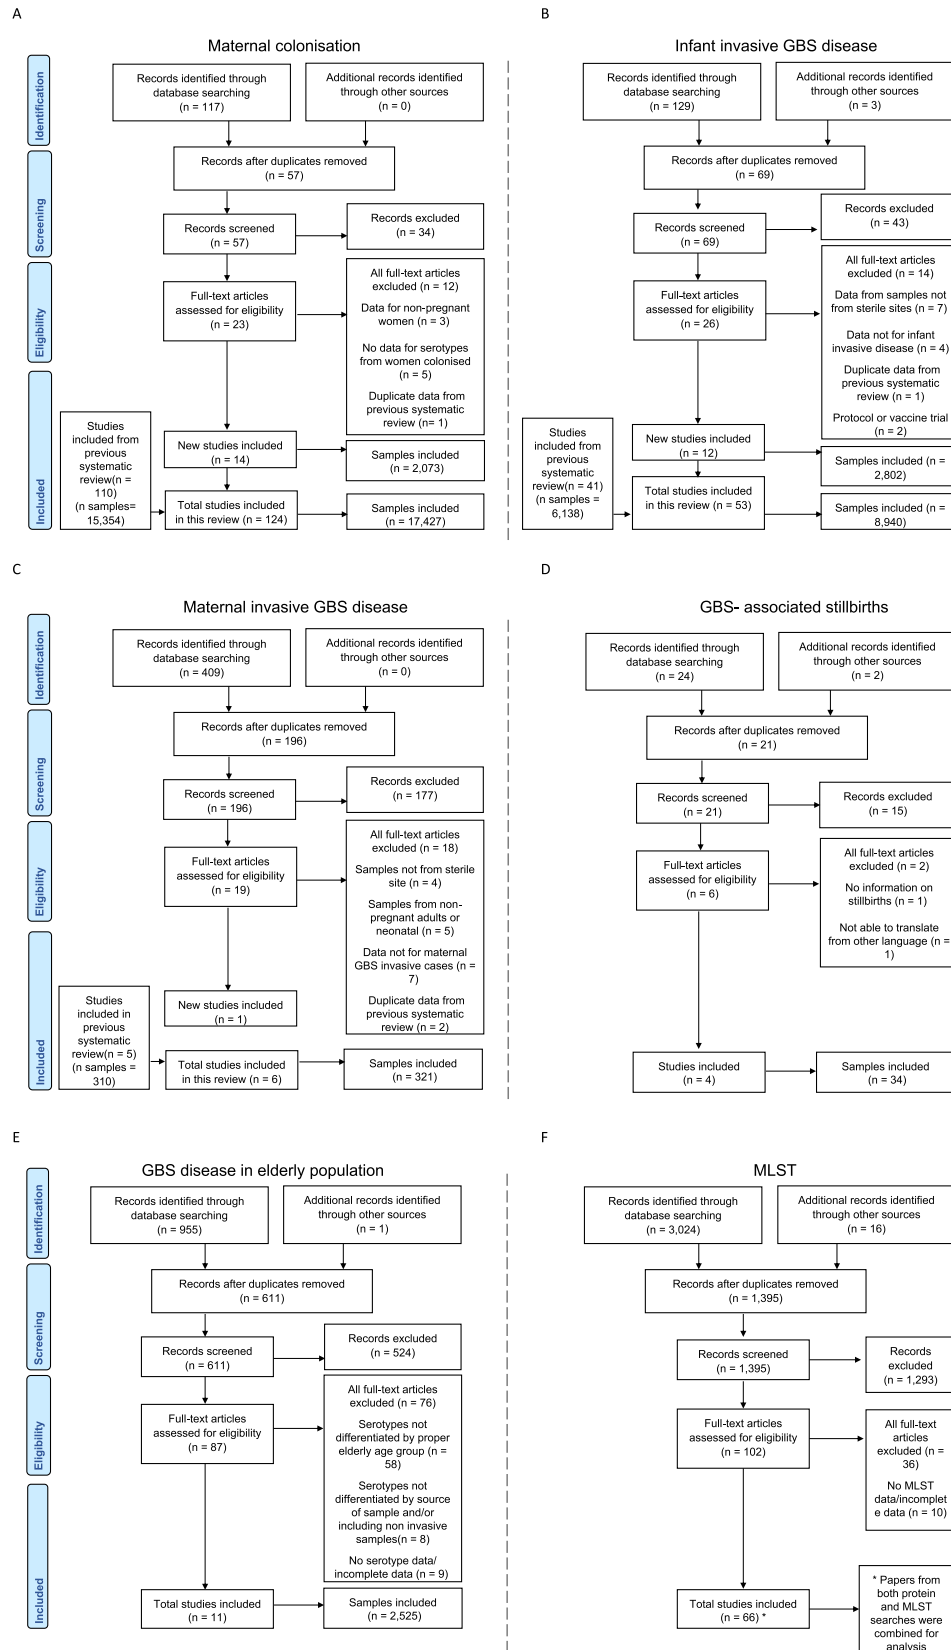 A
Maternal colonisation
Identification
Screening
Eligibility
Included
Records identified through
database searching
(n = 117)
Additional records identified
through other sources
(n = 0)
Records after duplicates removed
(n = 57)
Records screened
(n = 57)
Records excluded
(n = 34)
Full-text articles
assessed for eligibility
(n = 23)
All full-text articles
excluded (n = 12)
Data for non-pregnant
women (n = 3)
No data for serotypes
from women colonised
(n = 5)
Duplicate data from
previous systematic
review (n= 1)
Studies
included from
previous
systematic
review(n =
110)
(n samples=
15,354)
New studies included
(n = 14)
Samples included
(n = 2,073)
Total studies included
in this review (n = 124)
Samples included
(n = 17,427)
B
Infant invasive GBS disease
Records identified through
database searching
(n = 129)
Additional records identified
through other sources
(n = 3)
Records after duplicates removed
(n = 69)
Records screened
(n = 69)
Records excluded
(n = 43)
Full-text articles
assessed for eligibility
(n = 26)
All full-text articles
excluded (n = 14)
Data from samples not
from sterile sites (n = 7)
Data not for infant
invasive disease (n = 4)
Duplicate data from
previous systematic
review (n = 1)
Protocol or vaccine trial
(n = 2)
Studies
included from
previous
systematic
review(n = 41)
(n samples =
6,138)
New studies included
(n = 12)
Samples included (n =
2,802)
Total studies included
in this review (n = 53)
Samples included (n =
8,940)
C
Maternal invasive GBS disease
Identification
Screening
Eligibility
Included
Records identified through
database searching
(n = 409)
Additional records identified
through other sources
(n = 0)
Records after duplicates removed
(n = 196)
Records screened
(n = 196)
Records excluded
(n = 177)
Full-text articles
assessed for eligibility
(n = 19)
All full-text articles
excluded (n = 18)
Samples not from sterile
site (n = 4)
Samples from non-
pregnant adults or
neonatal (n = 5)
Data not for maternal
GBS invasive cases (n =
7)
Duplicate data from
previous systematic
review (n = 2)
Studies
included in
previous
systematic
review(n = 5)
(n samples =
310)
New studies included
(n = 1)
Total studies included
in this review (n = 6)
Samples included
(n = 321)
D
GBS- associated stillbirths
Records identified through
database searching
(n = 24)
Additional records identified
through other sources
(n = 2)
Records after duplicates removed
(n = 21)
Records screened
(n = 21)
Records excluded
(n = 15)
Full-text articles
assessed for eligibility
(n = 6)
All full-text articles
excluded (n = 2)
No information on
stillbirths (n = 1)
Not able to translate
from other language (n =
1)
Studies included
(n = 4)
Samples included
(n = 34)
E
GBS disease in elderly population
Identification
Screening
Eligibility
Included
Records identified through
database searching
(n = 955)
Additional records identified
through other sources
(n = 1)
Records after duplicates removed
(n = 611)
Records screened
(n = 611)
Records excluded
(n = 524)
Full-text articles
assessed for eligibility
(n = 87)
All full-text articles
excluded (n = 76)
Serotypes not
differentiated by proper
elderly age group (n =
58)
Serotypes not
differentiated by source
of sample and/or
including non invasive
samples(n = 8)
No serotype data/
incomplete data (n = 9)
Total studies included
(n = 11)
Samples included
(n = 2,525)
F
MLST
Records identified through
database searching
(n = 3,024)
Additional records identified
through other sources
(n = 16)
Records after duplicates removed
(n = 1,395)
Records screened
(n = 1,395)
Records
excluded
(n = 1,293)
Full-text articles
assessed for eligibility
(n = 102)
All full-text
articles
excluded (n =
36)
No MLST
data/incomplet
e data (n = 10)
Total studies included
(n = 66) *
* Papers from
both protein
and MLST
searches were
combined for
analysis